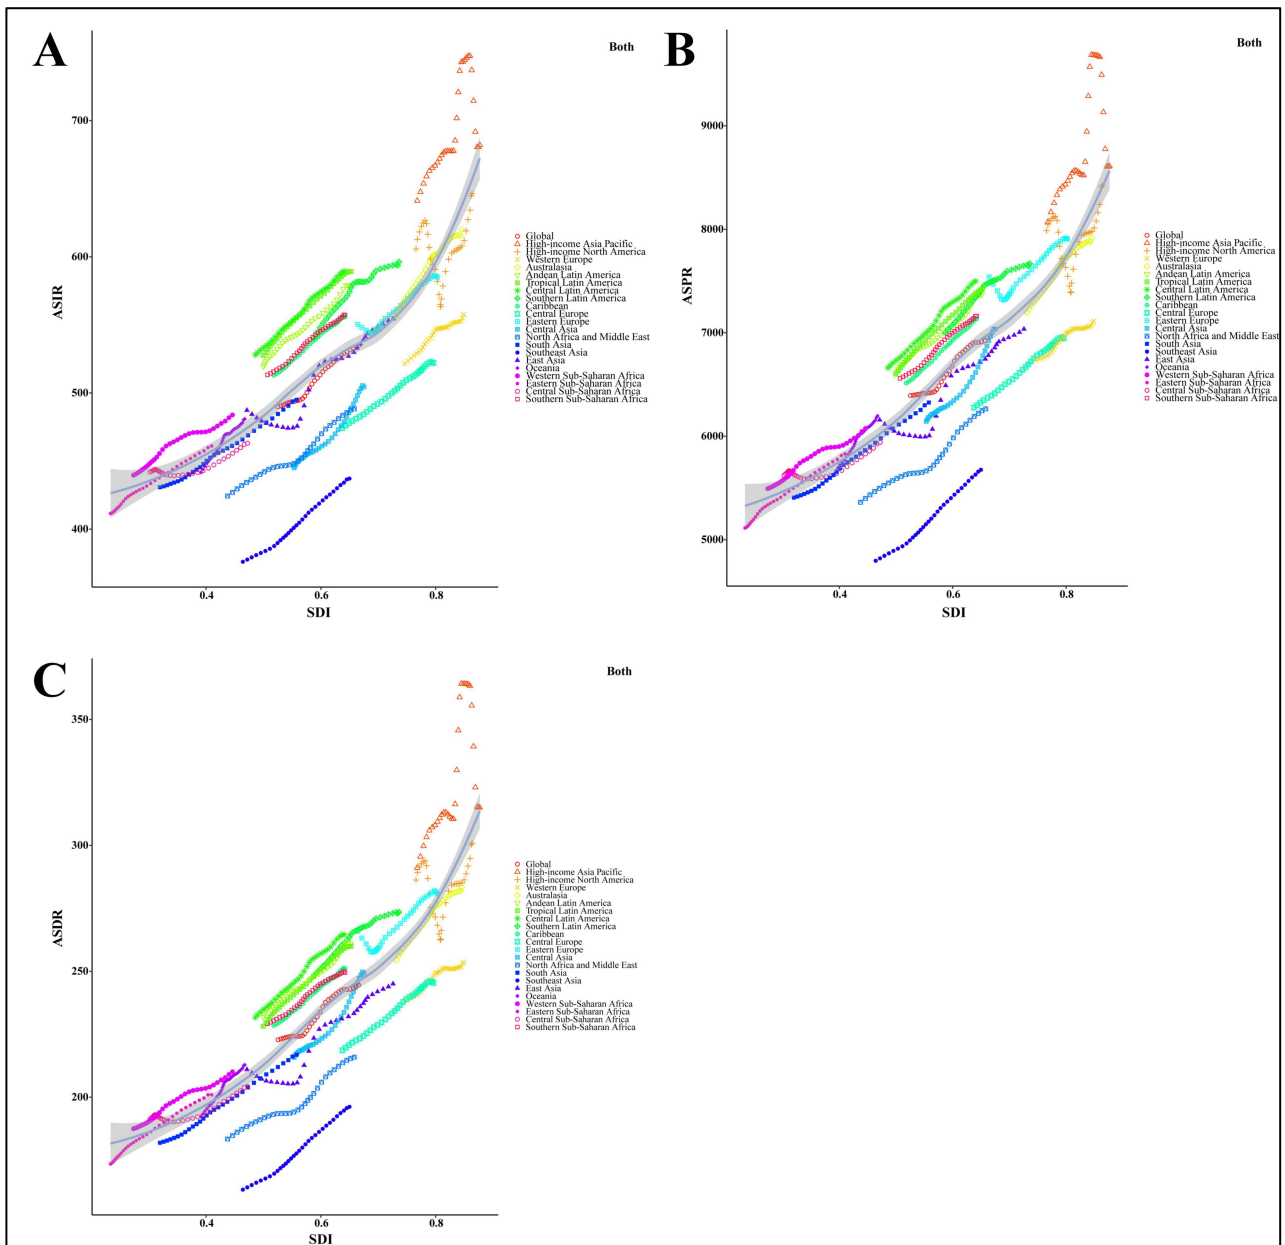 A
Both
ASIR
700
600
500
400
0.4
0.6
0.8
SDI
Global
High-income Asia Pacific
High-income North America
Western Europe
Australasia
Andean Latin America
Tropical Latin America
Central Latin America
Southern Latin America
Caribbean
Central Europe
Eastern Europe
Central Asia
North Africa and Middle East
South Asia
Southeast Asia
East Asia
Oceania
Western Sub-Saharan Africa
Eastern Sub-Saharan Africa
Central Sub-Saharan Africa
Southern Sub-Saharan Africa
B
Both
ASPR
9000
8000
7000
6000
5000
0.4
0.6
0.8
SDI
Global
High-income Asia Pacific
High-income North America
Western Europe
Australasia
Andean Latin America
Tropical Latin America
Central Latin America
Southern Latin America
Caribbean
Central Europe
Eastern Europe
Central Asia
North Africa and Middle East
South Asia
Southeast Asia
East Asia
Oceania
Western Sub-Saharan Africa
Eastern Sub-Saharan Africa
Central Sub-Saharan Africa
Southern Sub-Saharan Africa
C
Both
ASDR
350
300
250
200
0.4
0.6
0.8
SDI
Global
High-income Asia Pacific
High-income North America
Western Europe
Australasia
Andean Latin America
Tropical Latin America
Central Latin America
Southern Latin America
Caribbean
Central Europe
Eastern Europe
Central Asia
North Africa and Middle East
South Asia
Southeast Asia
East Asia
Oceania
Western Sub-Saharan Africa
Eastern Sub-Saharan Africa
Central Sub-Saharan Africa
Southern Sub-Saharan Africa